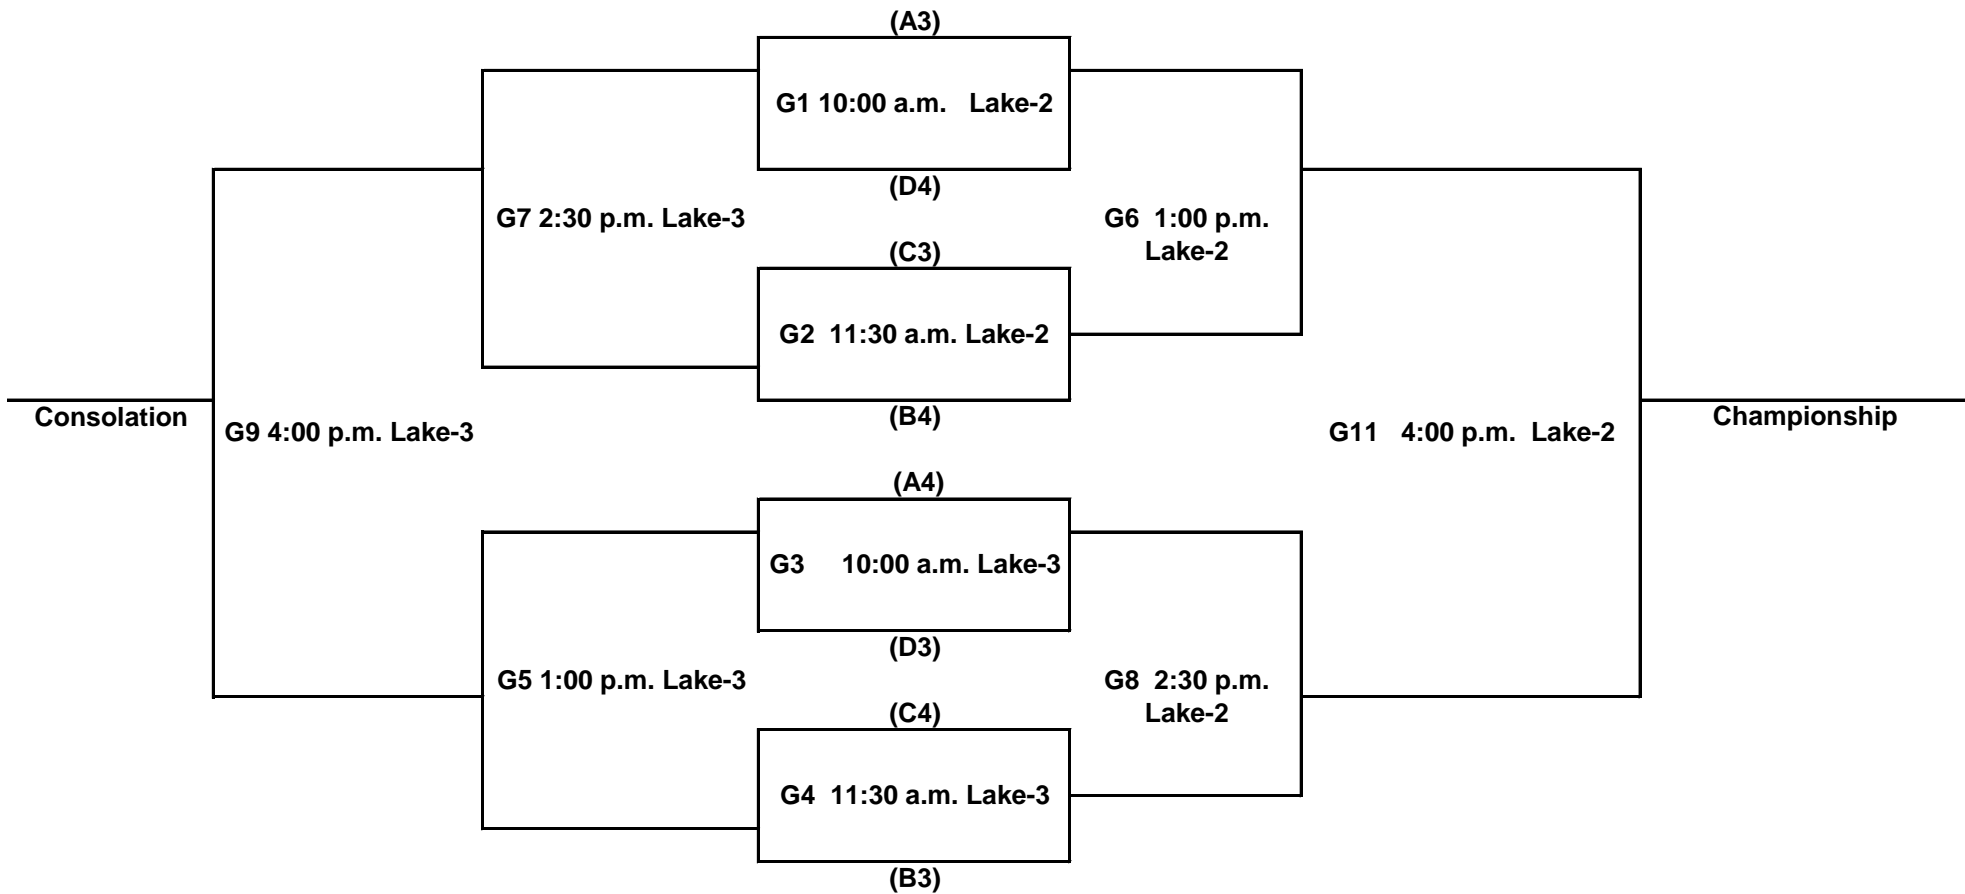 (A3)
G1 10:00 a.m.   Lake-2
(D4)
G7 2:30 p.m. Lake-3
G6  1:00 p.m.
Lake-2
(C3)
G2  11:30 a.m. Lake-2
(B4)
Consolation
G9 4:00 p.m. Lake-3
G11   4:00 p.m.  Lake-2
Championship
(A4)
G3     10:00 a.m. Lake-3
(D3)
G5 1:00 p.m. Lake-3
G8  2:30 p.m.
Lake-2
(C4)
G4  11:30 a.m. Lake-3
(B3)